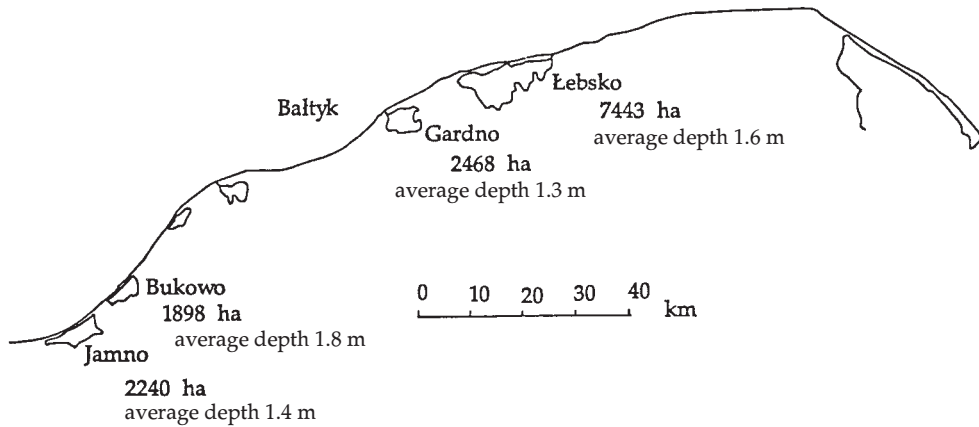 Bałtyk
Łebsko
7443 ha
average depth 1.6 m
Gardno
2468 ha
average depth 1.3 m
Bukowo
1898 ha
average depth 1.8 m
Jamno
2240 ha
average depth 1.4 m
0 10 20 30 40 km